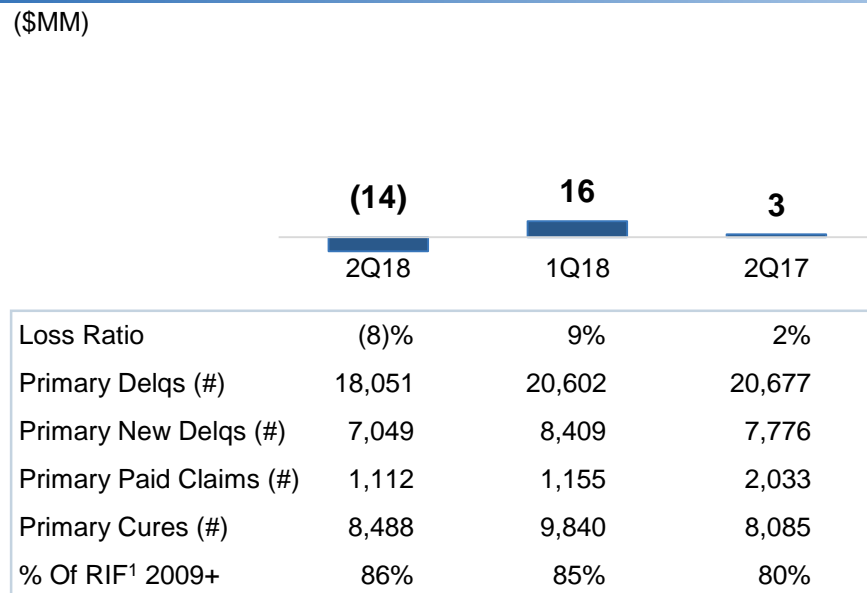 ($MM)
(14) 16 3
2Q18 1Q18 2Q17
Loss Ratio (8)% 9% 2%
Primary Delqs (#) 18,051 20,602 20,677
Primary New Delqs (#) 7,049 8,409 7,776
Primary Paid Claims (#) 1,112 1,155 2,033
Primary Cures (#) 8,488 9,840 8,085
% Of RIF¹ 2009+ 86% 85% 80%